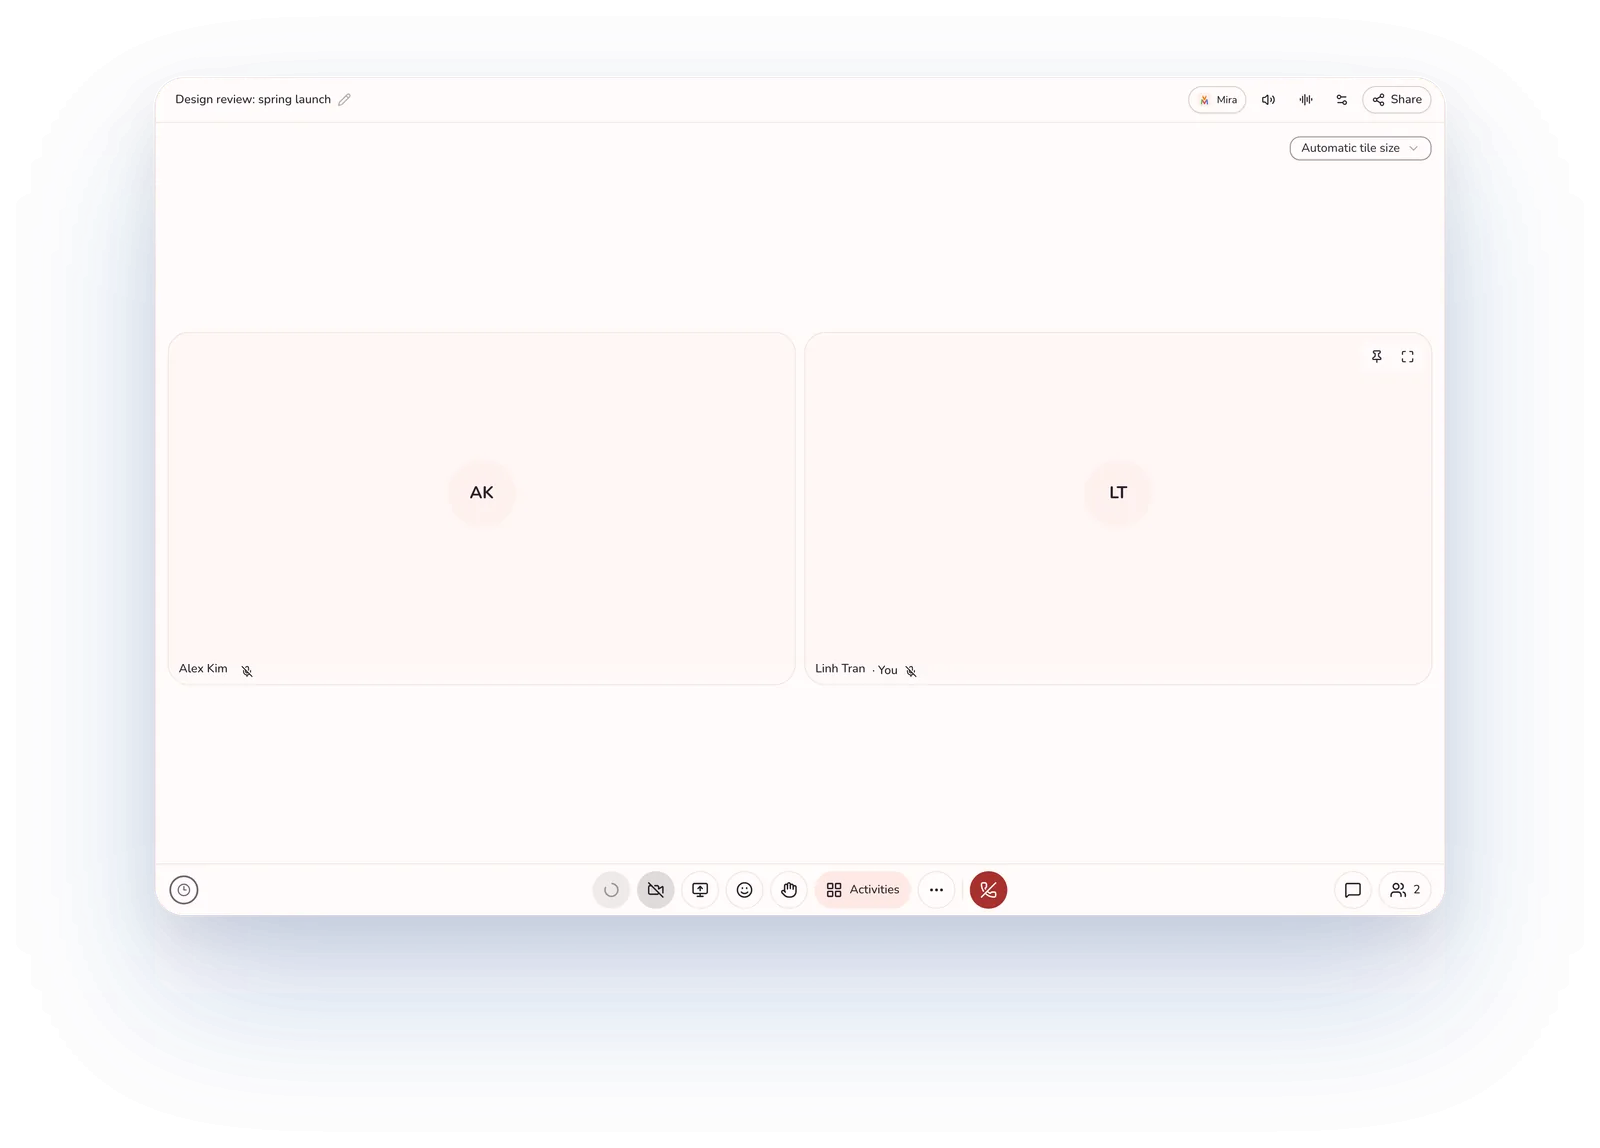 Design review: spring launch
Mira
Share
Automatic tile size
AK
LT
Alex Kim
Linh Tran · You
Activities
2